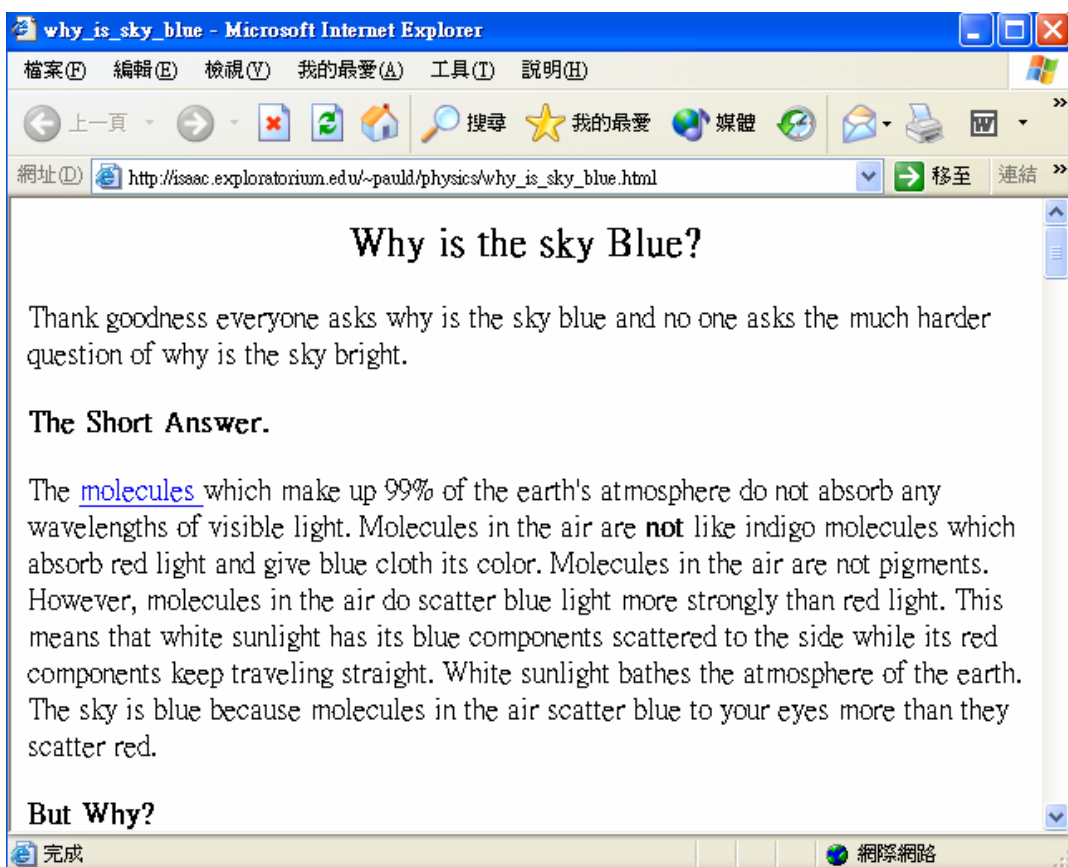 why_is_sky_blue - Microsoft Internet Explorer
檔案(F) 編輯(E) 檢視(V) 我的最愛(A) 工具(T) 說明(H)
上一頁 搜尋 我的最愛 媒體 W »
網址(D) http://isaac.exploratorium.edu/~pauld/physics/why_is_sky_blue.html 移至 連結 »
Why is the sky Blue?
Thank goodness everyone asks why is the sky blue and no one asks the much harder
question of why is the sky bright.
The Short Answer.
The molecules which make up 99% of the earth's atmosphere do not absorb any
wavelengths of visible light. Molecules in the air are not like indigo molecules which
absorb red light and give blue cloth its color. Molecules in the air are not pigments.
However, molecules in the air do scatter blue light more strongly than red light. This
means that white sunlight has its blue components scattered to the side while its red
components keep traveling straight. White sunlight bathes the atmosphere of the earth.
The sky is blue because molecules in the air scatter blue to your eyes more than they
scatter red.
But Why?
完成 網際網路